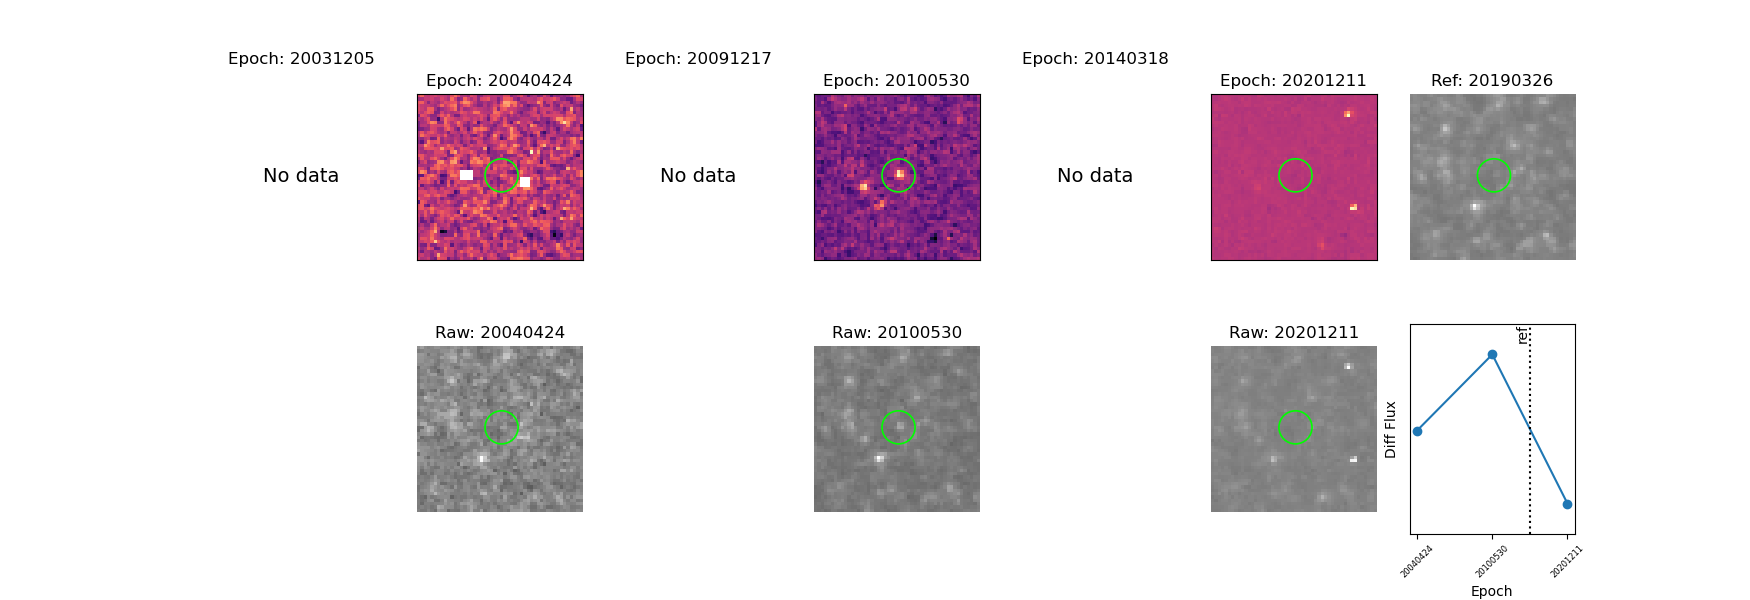 Epoch: 20031205
Epoch: 20091217
Epoch: 20140318
Epoch: 20040424
Epoch: 20100530
Epoch: 20201211
Ref: 20190326
No data
No data
No data
Raw: 20040424
Raw: 20100530
Raw: 20201211
ref
Diff Flux
20040424
20100530
20201211
Epoch